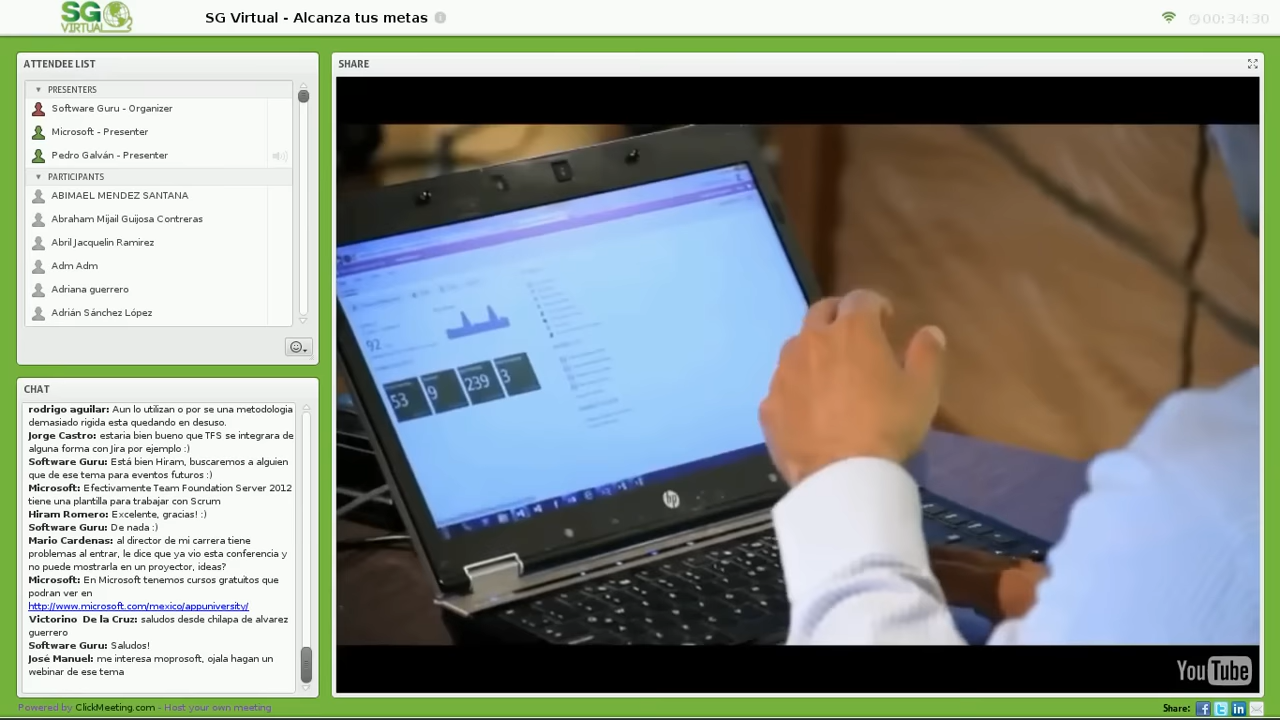 SG
VIRTUAL
SG Virtual - Alcanza tus metas
00:34:30
ATTENDEE LIST
PRESENTERS
Software Guru - Organizer
Microsoft - Presenter
Pedro Galván - Presenter
PARTICIPANTS
ABIMAEL MENDEZ SANTANA
Abraham Mijail Guijosa Contreras
Abril Jacquelin Ramirez
Adm Adm
Adriana guerrero
Adrián Sánchez López
CHAT
rodrigo aguilar: Aun lo utilizan o por se una metodologia
demasiado rigida esta quedando en desuso.
Jorge Castro: estaria bien bueno que TFS se integrara de
alguna forma con Jira por ejemplo :)
Software Guru: Está bien Hiram, buscaremos a alguien
que de ese tema para eventos futuros :)
Microsoft: Efectivamente Team Foundation Server 2012
tiene una plantilla para trabajar con Scrum
Hiram Romero: Excelente, gracias! :)
Software Guru: De nada :)
Mario Cardenas: al director de mi carrera tiene
problemas al entrar, le dice que ya vio esta conferencia y
no puede mostrarla en un proyector, ideas?
Microsoft: En Microsoft tenemos cursos gratuitos que
podran ver en
http://www.microsoft.com/mexico/appuniversity/
Victorino De la Cruz: saludos desde chilapa de alvarez
guerrero
Software Guru: Saludos!
José Manuel: me interesa moprosoft, ojala hagan un
webinar de ese tema
SHARE
92
53
9
239
3
hp
YouTube
Powered by ClickMeeting.com - Host your own meeting
Share: